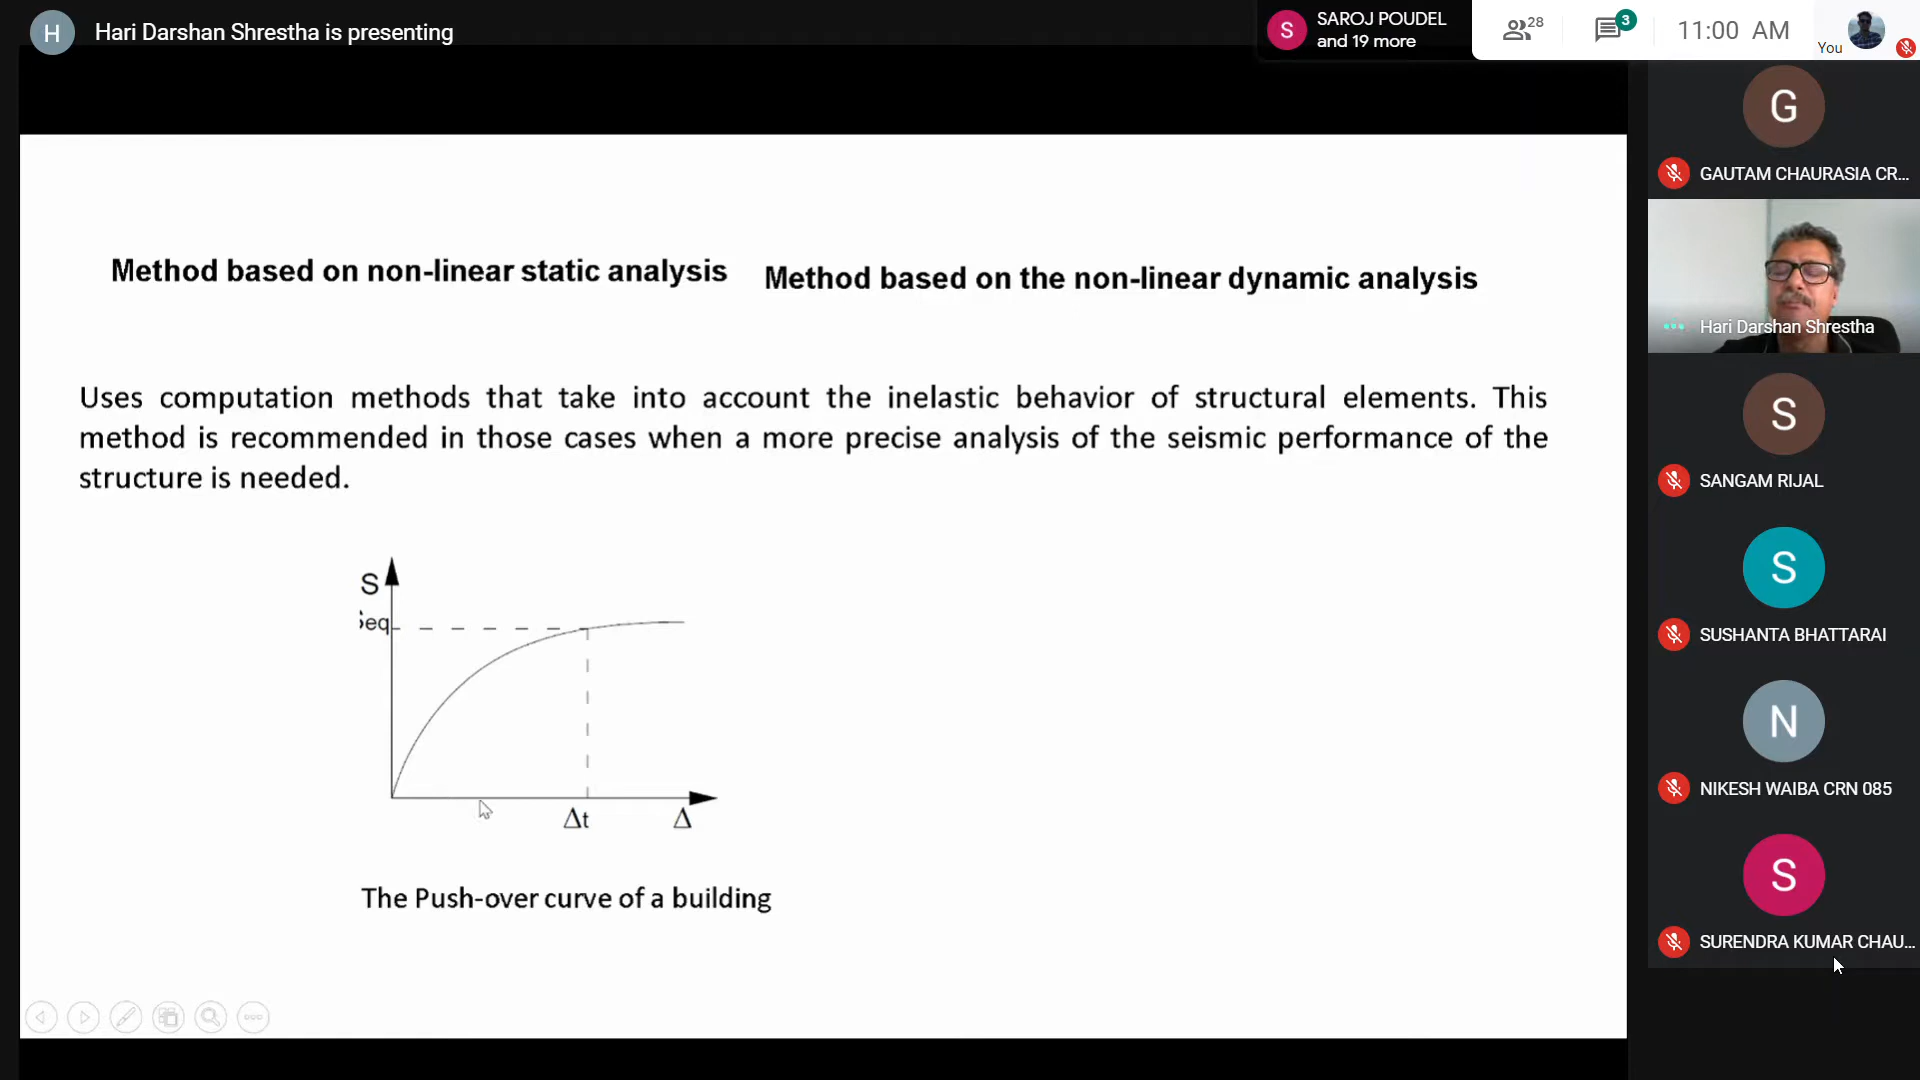 H
Hari Darshan Shrestha is presenting
S
SAROJ POUDEL
and 19 more
28
3
11:00 AM
You
G
GAUTAM CHAURASIA CR...
Hari Darshan Shrestha
S
SANGAM RIJAL
S
SUSHANTA BHATTARAI
N
NIKESH WAIBA CRN 085
S
SURENDRA KUMAR CHAU...
Method based on non-linear static analysis
Method based on the non-linear dynamic analysis
Uses computation methods that take into account the inelastic behavior of structural elements. This
method is recommended in those cases when a more precise analysis of the seismic performance of the
structure is needed.
S
Seq
Δt
Δ
The Push-over curve of a building